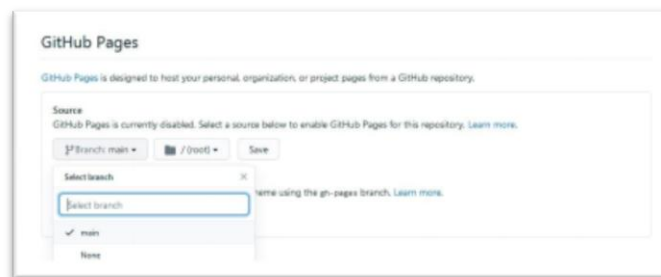 GitHub Pages
GitHub Pages is designed to host your personal, organization, or project pages from a GitHub repository.
Source
GitHub Pages is currently disabled. Select a source below to enable GitHub Pages for this repository. Learn more.
Branch: main
/ (root)
Save
Select branch
×
eme using the gh-pages branch. Learn more.
Select branch
main
None